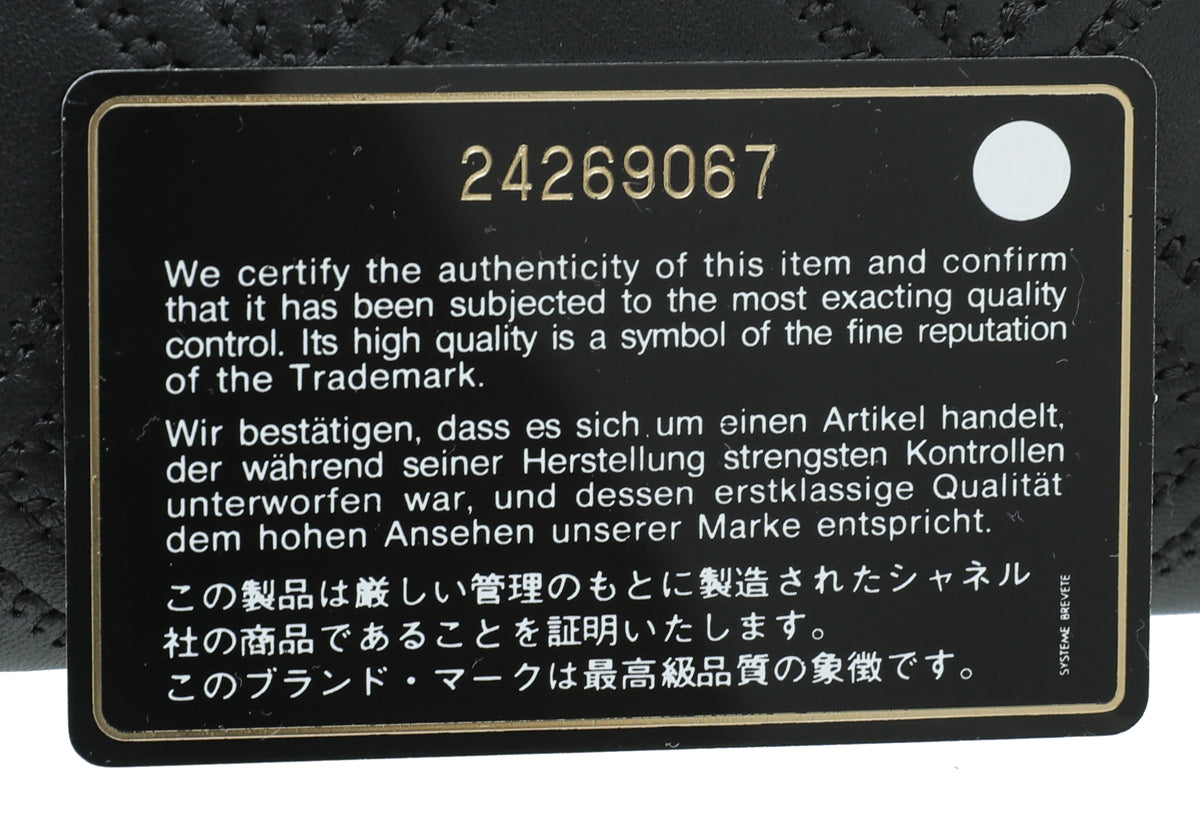 24269067
We certify the authenticity of this item and confirm
that it has been subjected to the most exacting quality
control. Its high quality is a symbol of the fine reputation
of the Trademark.
Wir bestätigen, dass es sich um einen Artikel handelt,
der während seiner Herstellung strengsten Kontrollen
unterworfen war, und dessen erstklassige Qualität
dem hohen Ansehen unserer Marke entspricht.
この製品は厳しい管理のもとに製造されたシャネル
社の商品であることを証明いたします。
このブランド・マークは最高級品質の象徴です。
SYSTEME BREVETE